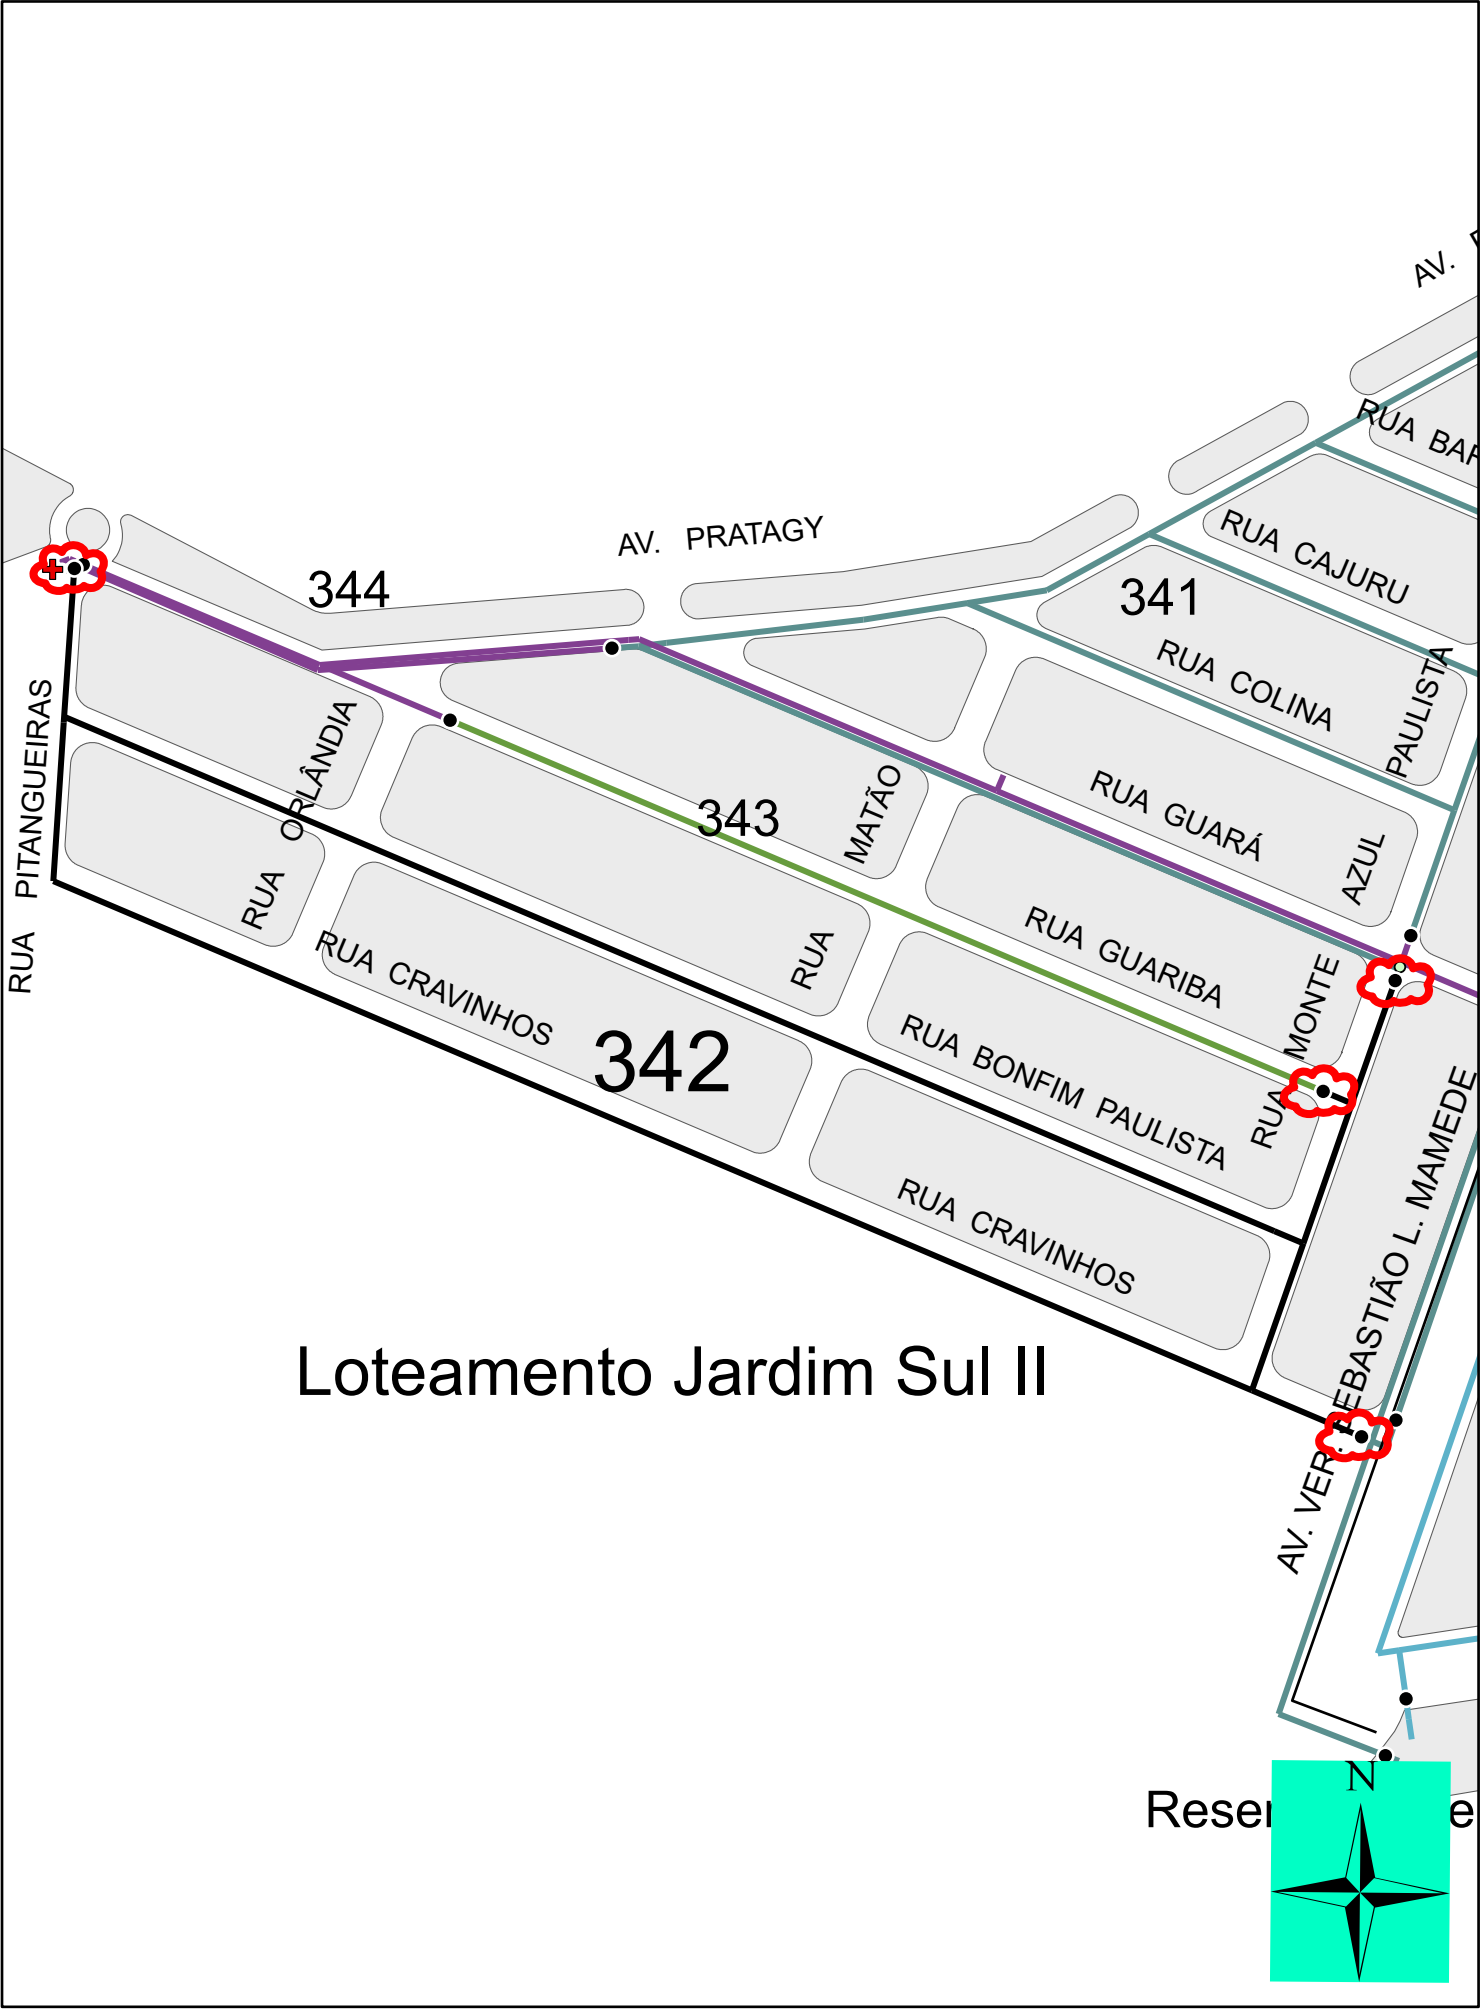 AV.
RUA BAR
AV. PRATAGY
RUA CAJURU
344
341
RUA COLINA
PAULISTA
RUA PITANGUEIRAS
RUA ORLÂNDIA
343
RUA MATÃO
RUA GUARÁ
RUA MONTE AZUL
RUA GUARIBA
RUA CRAVINHOS
342
RUA BONFIM PAULISTA
RUA CRAVINHOS
AV. VER. SEBASTIÃO L. MAMEDE
Loteamento Jardim Sul II
Reser
e
N